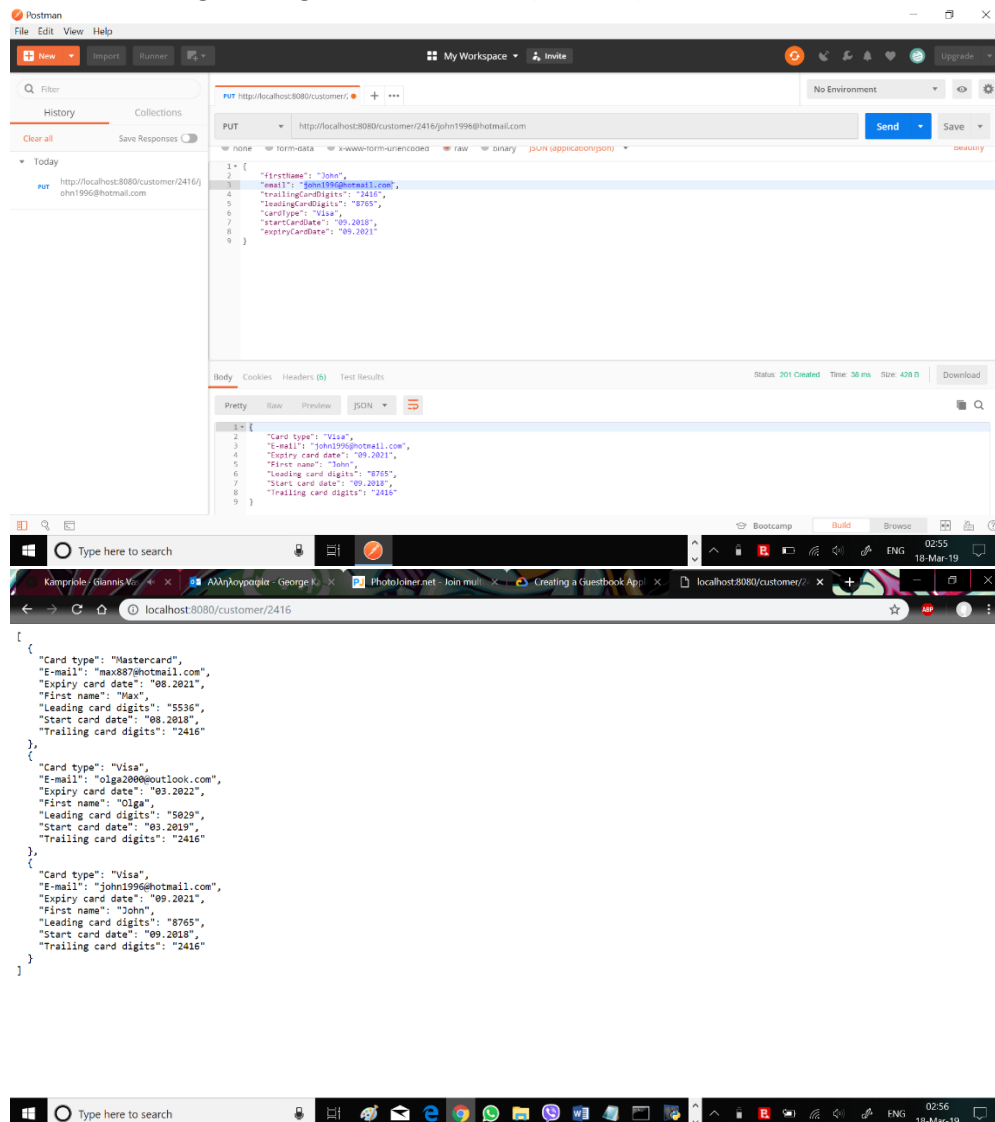 Postman
File Edit View Help
New Import Runner My Workspace Invite Upgrade
Filter
History Collections
Clear all Save Responses
Today
PUT http://localhost:8080/customer/2416/j
ohn1996@hotmail.com
PUT http://localhost:8080/customer/
No Environment
PUT http://localhost:8080/customer/2416/john1996@hotmail.com Send Save
none form-data x-www-form-urlencoded raw binary JSON (application/json) Beautify
1 {
2 "firstName": "John",
3 "email": "john1996@hotmail.com",
4 "trailingCardDigits": "2416",
5 "leadingCardDigits": "8765",
6 "cardType": "Visa",
7 "startCardDate": "09.2018",
8 "expiryCardDate": "09.2021"
9 }
Body Cookies Headers (6) Test Results Status: 201 Created Time: 38 ms Size: 428 B Download
Pretty Raw Preview JSON
1 {
2 "Card type": "Visa",
3 "E-mail": "john1996@hotmail.com",
4 "Expiry card date": "09.2021",
5 "First name": "John",
6 "Leading card digits": "8765",
7 "Start card date": "09.2018",
8 "Trailing card digits": "2416"
9 }
Bootcamp Build Browse
Type here to search ENG 02:55
18-Mar-19
Kampriole - Giannis Va Αλληλογραφία - George K PhotoJoiner.net - Join mult Creating a Guestbook Appl localhost:8080/customer/2
localhost:8080/customer/2416 ABP
[
{
"Card type": "Mastercard",
"E-mail": "max887@hotmail.com",
"Expiry card date": "08.2021",
"First name": "Max",
"Leading card digits": "5536",
"Start card date": "08.2018",
"Trailing card digits": "2416"
},
{
"Card type": "Visa",
"E-mail": "olga2000@outlook.com",
"Expiry card date": "03.2022",
"First name": "Olga",
"Leading card digits": "5029",
"Start card date": "03.2019",
"Trailing card digits": "2416"
},
{
"Card type": "Visa",
"E-mail": "john1996@hotmail.com",
"Expiry card date": "09.2021",
"First name": "John",
"Leading card digits": "8765",
"Start card date": "09.2018",
"Trailing card digits": "2416"
}
]
Type here to search ENG 02:56
18-Mar-19